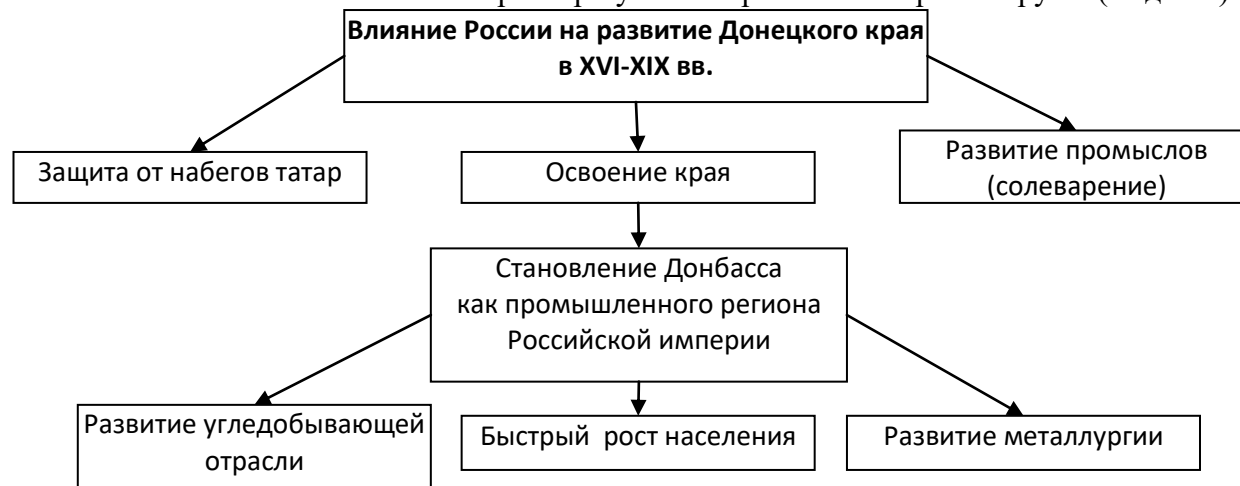 Влияние России на развитие Донецкого края
в XVI-XIX вв.
Защита от набегов татар
Освоение края
Развитие промыслов
(солеварение)
Становление Донбасса
как промышленного региона
Российской империи
Развитие угледобывающей
отрасли
Быстрый рост населения
Развитие металлургии